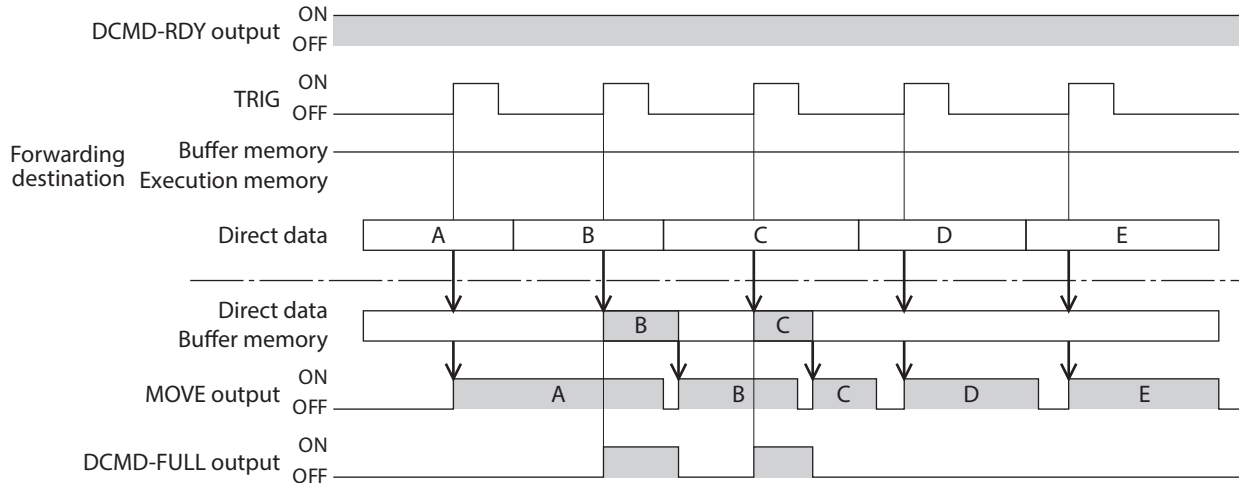 ON
DCMD-RDY output
OFF
ON
TRIG
OFF
Forwarding destination
Buffer memory
Execution memory
Direct data
A B C D E
Direct data
Buffer memory
B C
ON
MOVE output
OFF
A B C D E
ON
DCMD-FULL output
OFF